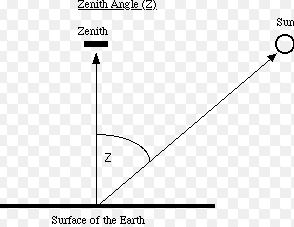 Zenith Angle (Z)
Zenith
Sun
Z
Surface of the Earth